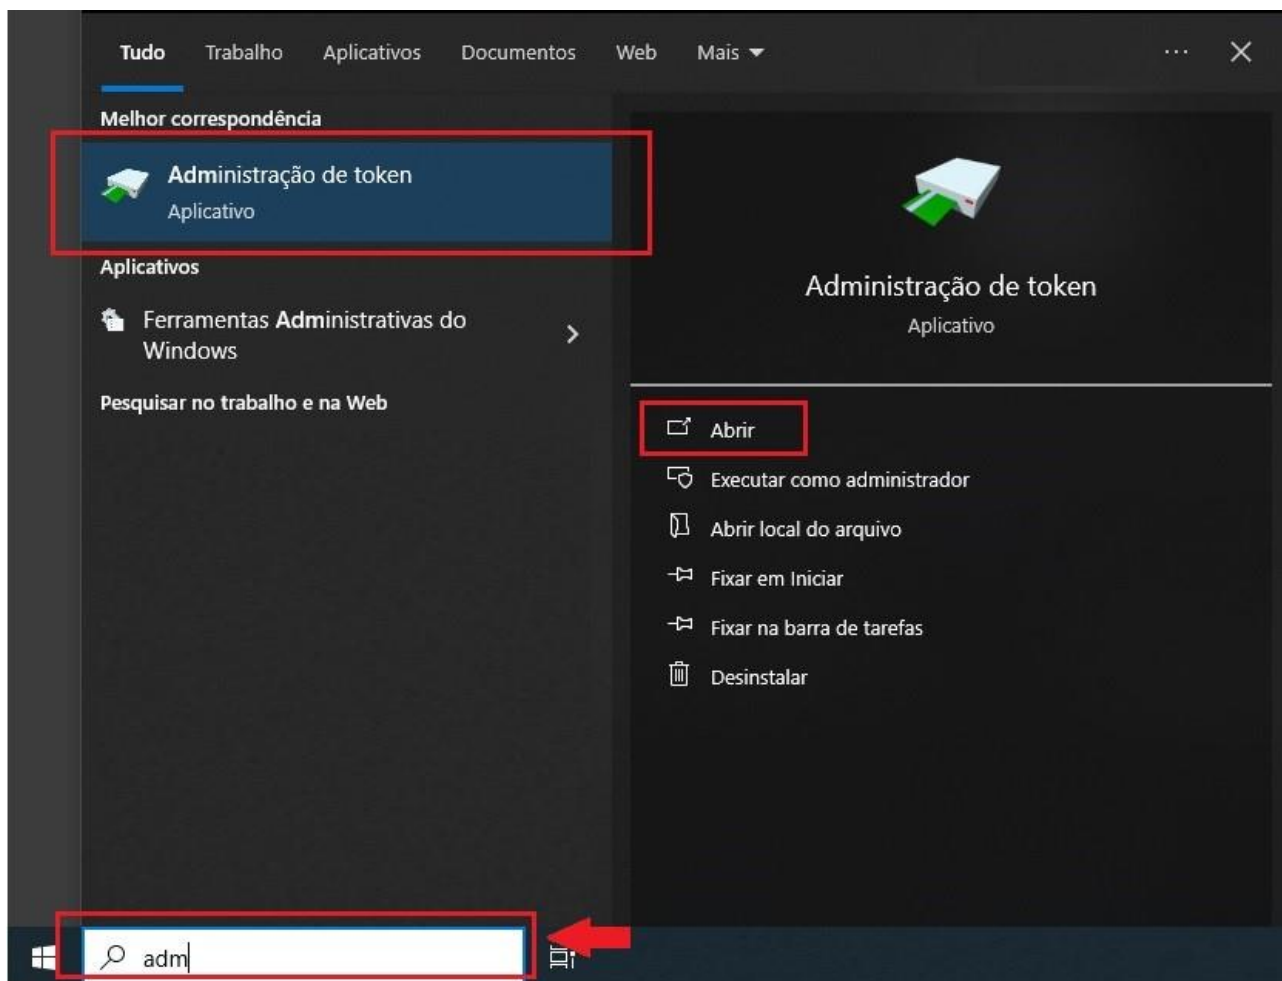 Tudo Trabalho Aplicativos Documentos Web Mais
Melhor correspondência
Administração de token
Aplicativo
Aplicativos
Ferramentas Administrativas do
Windows
Pesquisar no trabalho e na Web
Administração de token
Aplicativo
Abrir
Executar como administrador
Abrir local do arquivo
Fixar em Iniciar
Fixar na barra de tarefas
Desinstalar
adm